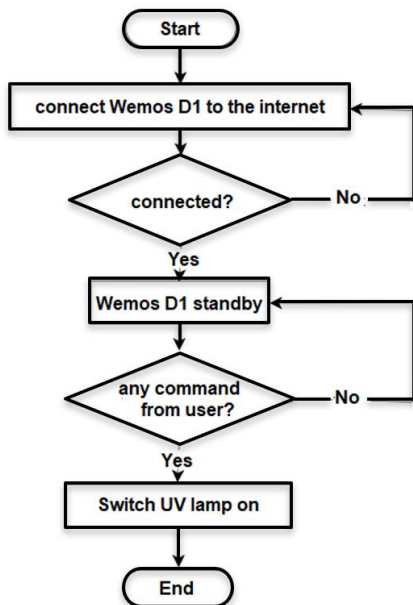 Start
connect Wemos D1 to the internet
connected?
No
Yes
Wemos D1 standby
any command
from user?
No
Yes
Switch UV lamp on
End